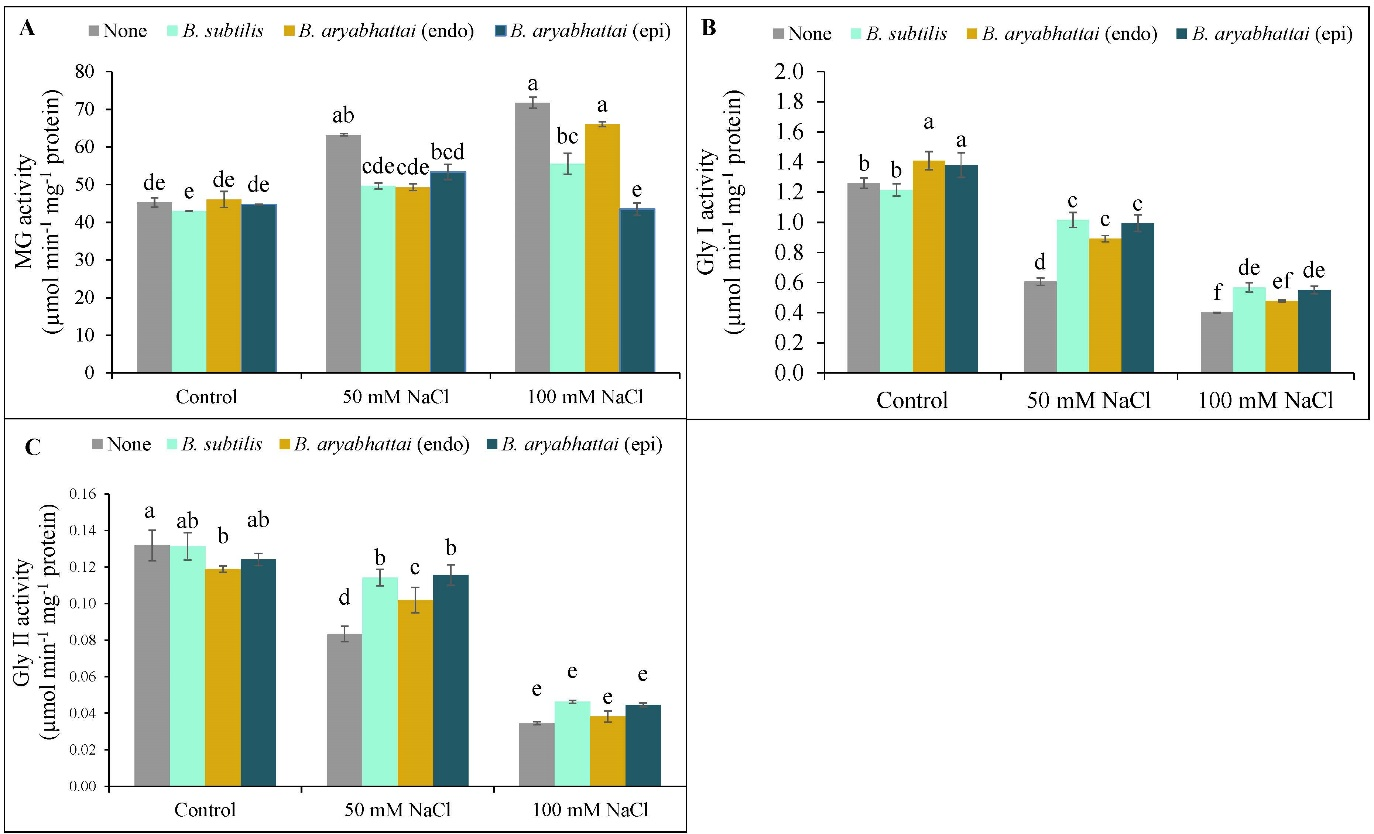 A
None B. subtilis B. aryabhattai (endo) B. aryabhattai (epi)
MG activity
(µmol min-1 mg-1 protein)
80
70
60
50
40
30
20
10
0
de e de de
ab cde cde bcd
a bc a e
Control 50 mM NaCl 100 mM NaCl
B
None B. subtilis B. aryabhattai (endo) B. aryabhattai (epi)
Gly I activity
(µmol min-1 mg-1 protein)
2.0
1.8
1.6
1.4
1.2
1.0
0.8
0.6
0.4
0.2
0.0
b b a a
d c c c
f de ef de
Control 50 mM NaCl 100 mM NaCl
C
None B. subtilis B. aryabhattai (endo) B. aryabhattai (epi)
Gly II activity
(µmol min-1 mg-1 protein)
0.16
0.14
0.12
0.10
0.08
0.06
0.04
0.02
0.00
a ab b ab
d b c b
e e e e
Control 50 mM NaCl 100 mM NaCl